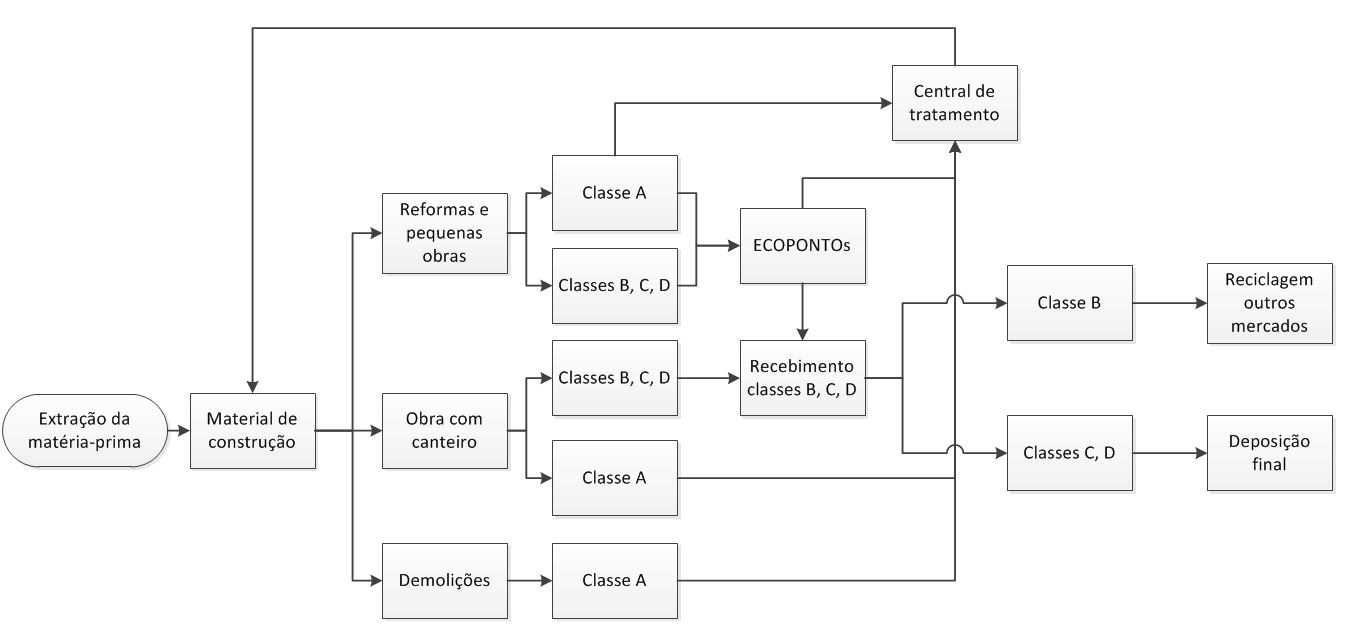 Central de
tratamento
Classe A
Reformas e
pequenas
obras
ECOPONTOs
Classes B, C, D
Classe B
Reciclagem
outros
mercados
Classes B, C, D
Recebimento
classes B, C, D
Extração da
matéria-prima
Material de
construção
Obra com
canteiro
Classe A
Classes C, D
Deposição
final
Demolições
Classe A